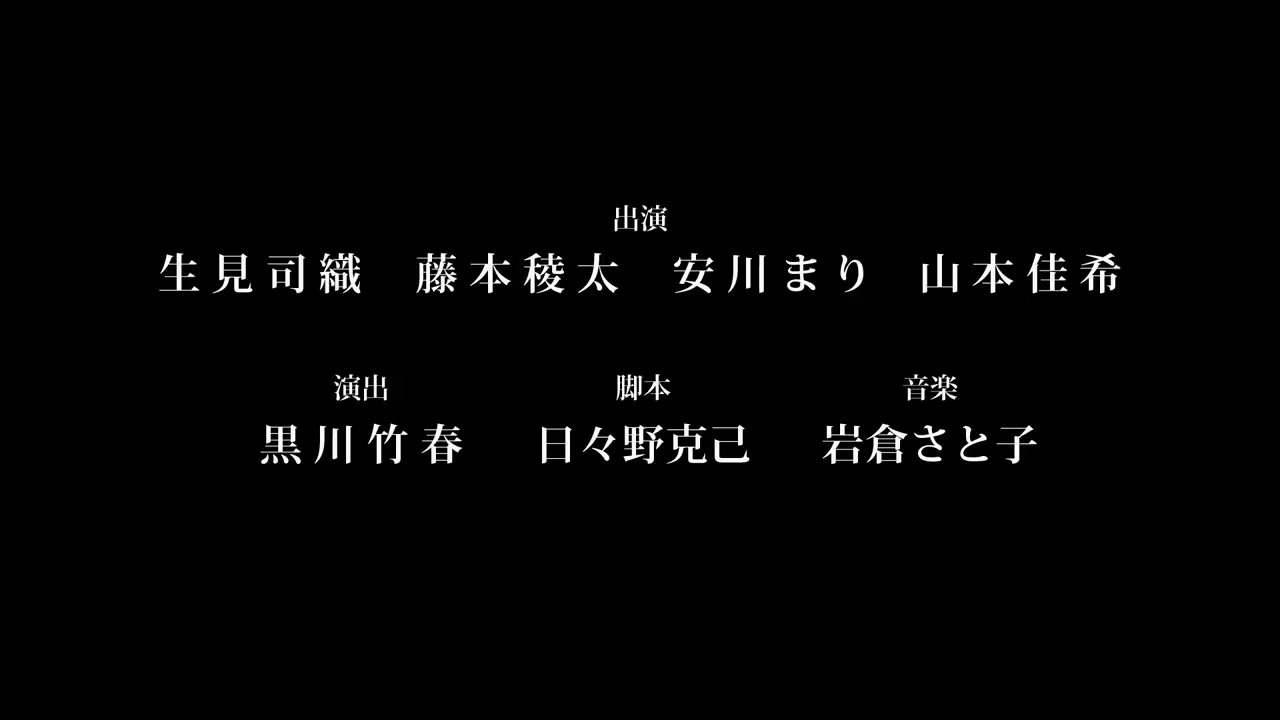 出演
生見司織 藤本稜太 安川まり 山本佳希
演出 脚本 音楽
黒川竹春 日々野克己 岩倉さと子